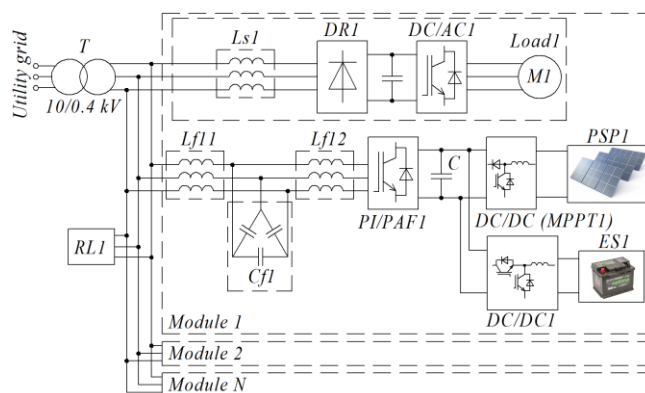 Utility grid
T
10/0.4 kV
Ls1
DR1
DC/AC1
Load1
M1
Lf11
Lf12
PI/PAF1
C
DC/DC (MPPT1)
PSP1
Cf1
RL1
DC/DC1
ES1
Module 1
Module 2
Module N